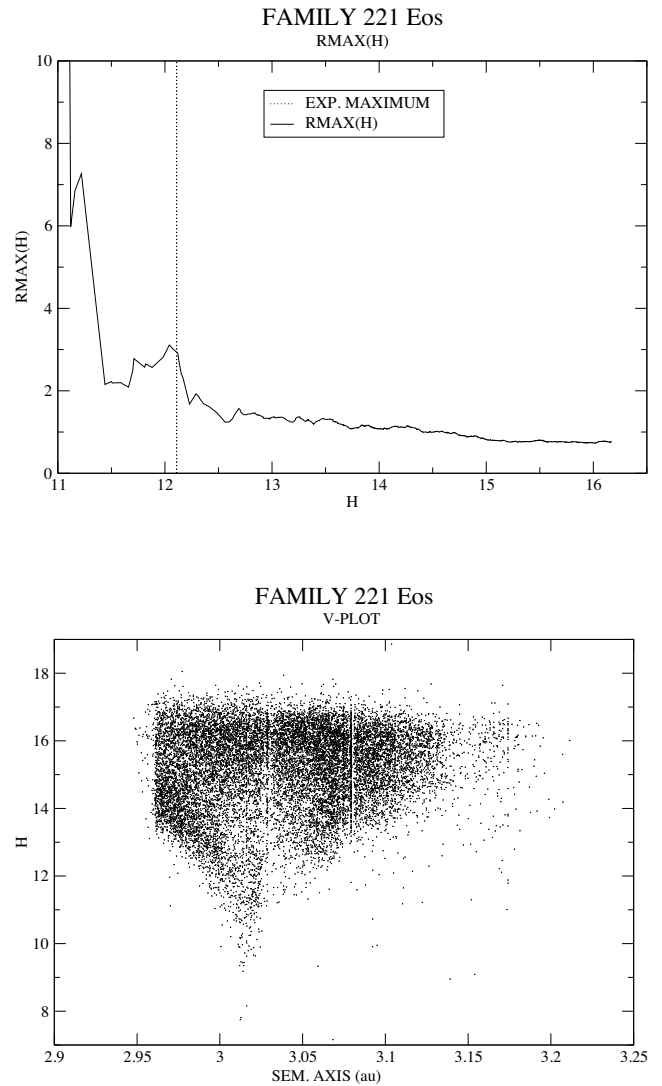 FAMILY 221 Eos
RMAX(H)
10
8
6
4
2
0
RMAX(H)
EXP. MAXIMUM
RMAX(H)
11 12 13 14 15 16
H
FAMILY 221 Eos
V-PLOT
18
16
14
12
10
8
H
2.9 2.95 3 3.05 3.1 3.15 3.2 3.25
SEM. AXIS (au)